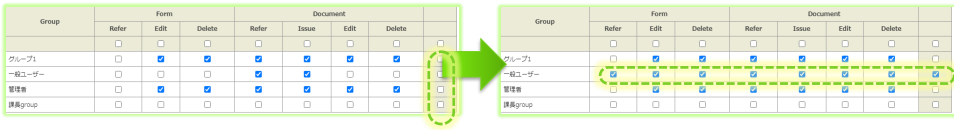 Group Form Document
Refer Edit Delete Refer Issue Edit Delete
グループ1
一般ユーザー
管理者
課長group
Group Form Document
Refer Edit Delete Refer Issue Edit Delete
グループ1
一般ユーザー
管理者
課長group